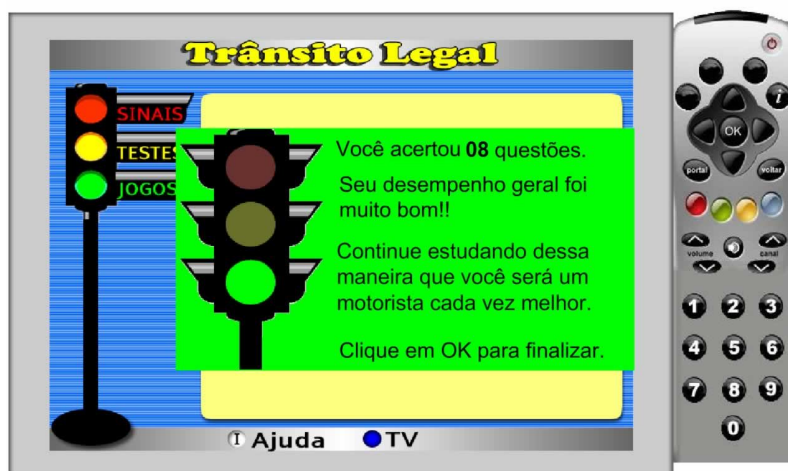 Trânsito Legal
SINAIS
TESTES
JOGOS
Você acertou 08 questões.
Seu desempenho geral foi
muito bom!!
Continue estudando dessa
maneira que você será um
motorista cada vez melhor.
Clique em OK para finalizar.
I Ajuda TV
i
OK
portal voltar
volume canal
1 2 3
4 5 6
7 8 9
0